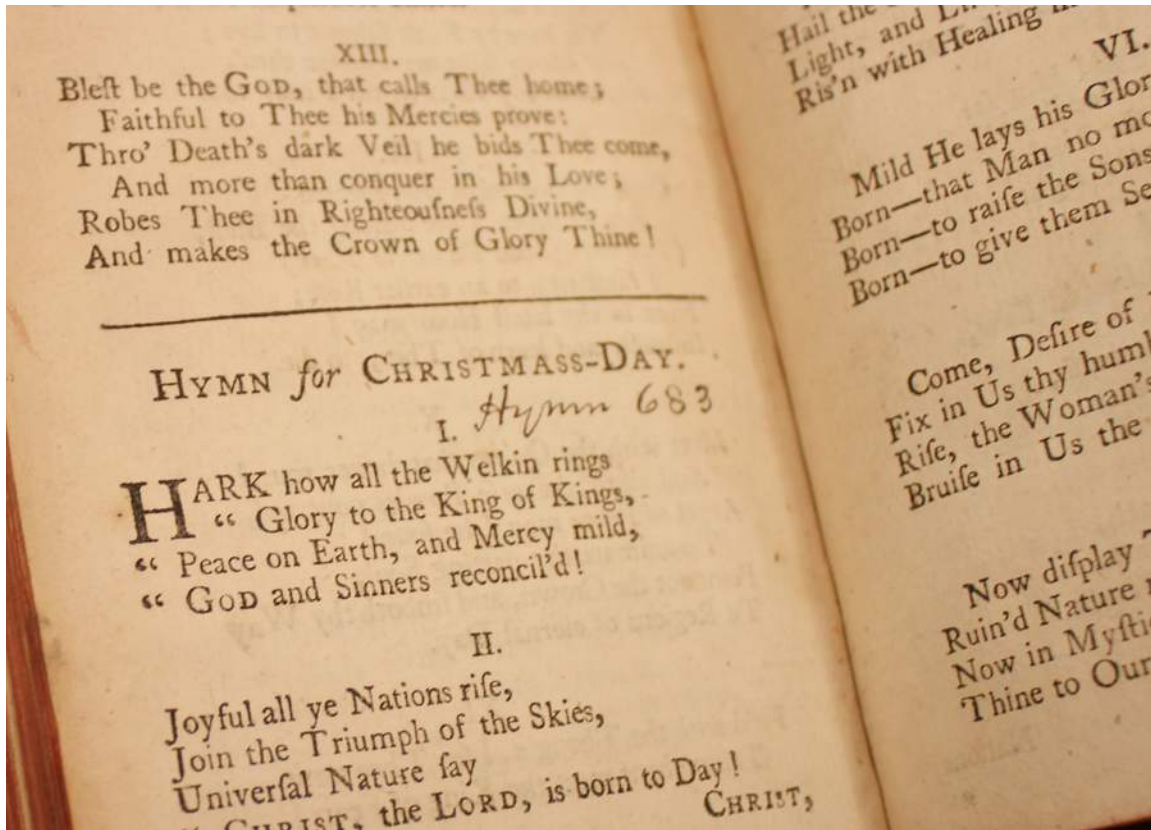 XIII.
Bleſt be the GOD, that calls Thee home;
Faithful to Thee his Mercies prove:
Thro' Death's dark Veil he bids Thee come,
And more than conquer in his Love;
Robes Thee in Righteouſneſs Divine,
And makes the Crown of Glory Thine!
HYMN for CHRISTMASS-DAY.
Hymn 683
I.
HARK how all the Welkin rings
“ Glory to the King of Kings,
“ Peace on Earth, and Mercy mild,
“ GOD and Sinners reconcil'd!
II.
Joyful all ye Nations riſe,
Join the Triumph of the Skies,
Univerſal Nature ſay
“ CHRIST, the LORD, is born to Day!
CHRIST,
Hail the
Light, and
Ris'n with Healing
VI.
Mild He lays his
Born—that Man no
Born—to raiſe the Sons
Born—to give them
Come, Deſire of
Fix in Us thy
Riſe, the Woman's
Bruiſe in Us the
Now diſplay
Ruin'd Nature
Now in
Thine to Our